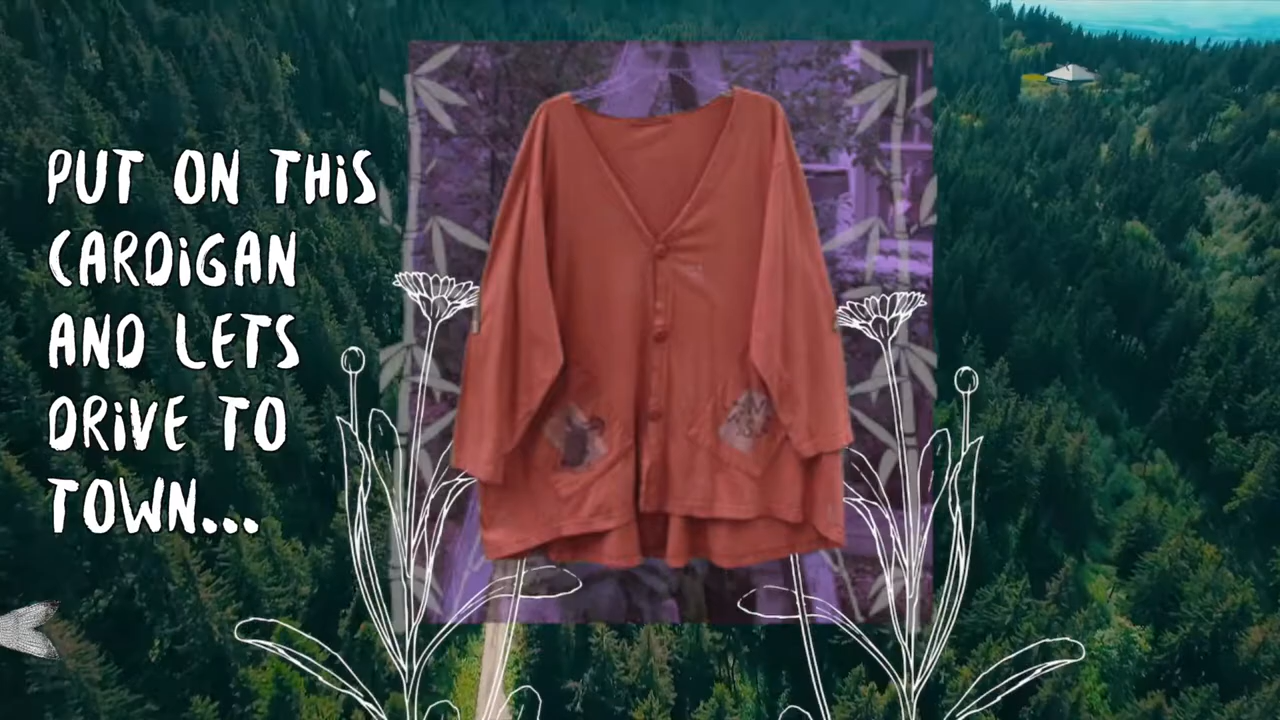 PUT ON THiS
CARDiGAN
AND LETS
DRiVE TO
TOWN...